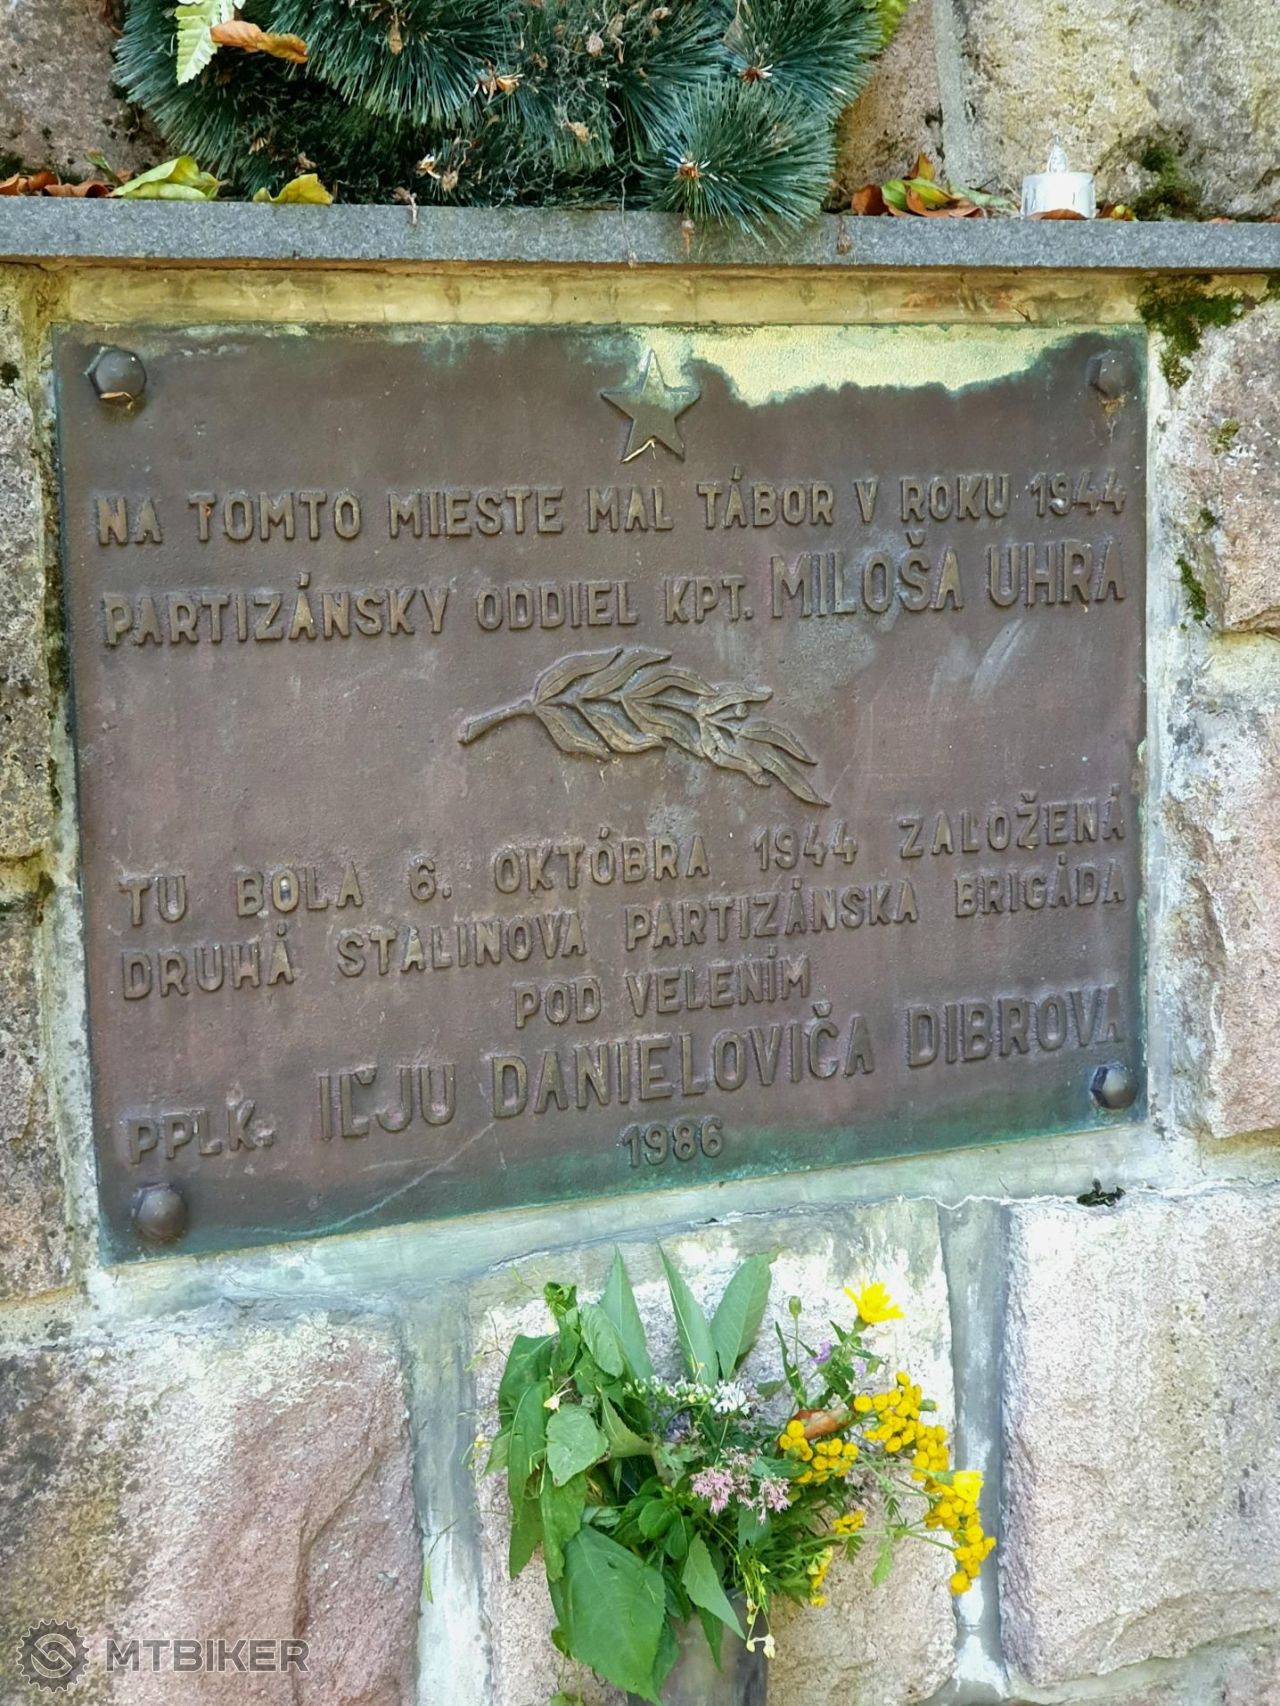 NA TOMTO MIESTE MAL TÁBOR V ROKU 1944
PARTIZÁNSKY ODDIEL KPT. MILOŠA UHRA
TU BOLA 6. OKTÓBRA 1944 ZALOŽENÁ
DRUHÁ STALINOVA PARTIZÁNSKA BRIGÁDA
POD VELENÍM
PPLK. IĽJU DANIELOVIČA DIBROVA
1986
MTBIKER